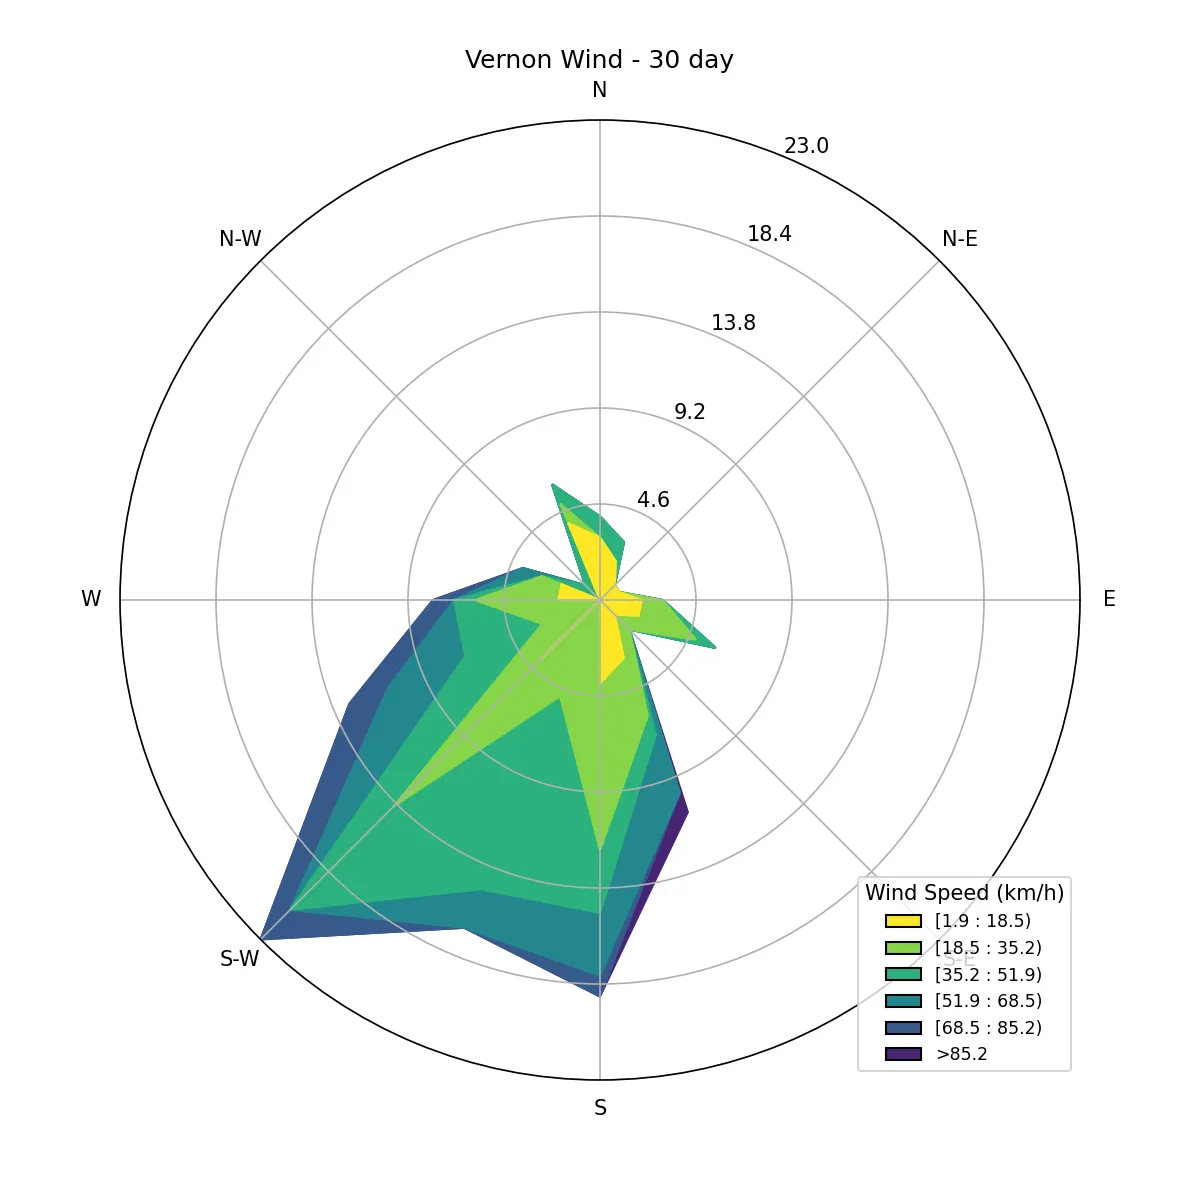 Vernon Wind - 30 day
N
23.0
18.4
N-W
N-E
13.8
9.2
4.6
W
E
Wind Speed (km/h)
[1.9 : 18.5)
[18.5 : 35.2)
S-W
S-E
[35.2 : 51.9)
[51.9 : 68.5)
[68.5 : 85.2)
>85.2
S